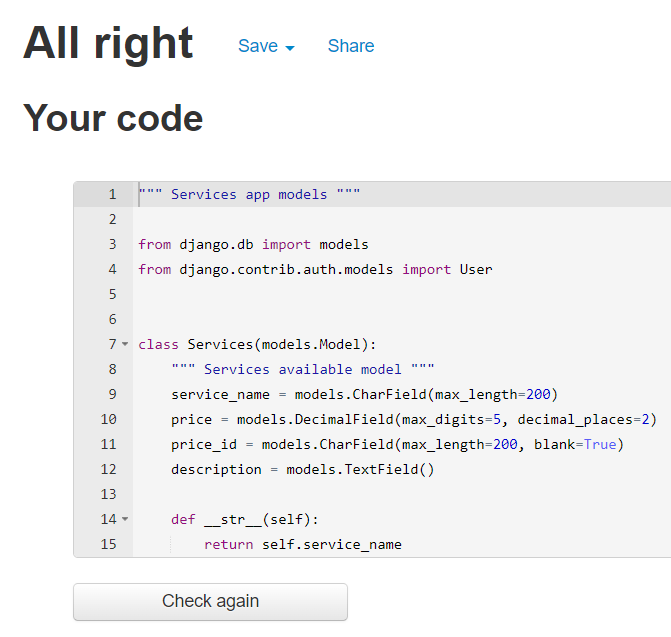 All right Save Share
Your code
1 """ Services app models """
2
3 from django.db import models
4 from django.contrib.auth.models import User
5
6
7 class Services(models.Model):
8     """ Services available model """
9     service_name = models.CharField(max_length=200)
10     price = models.DecimalField(max_digits=5, decimal_places=2)
11     price_id = models.CharField(max_length=200, blank=True)
12     description = models.TextField()
13
14     def __str__(self):
15         return self.service_name
Check again